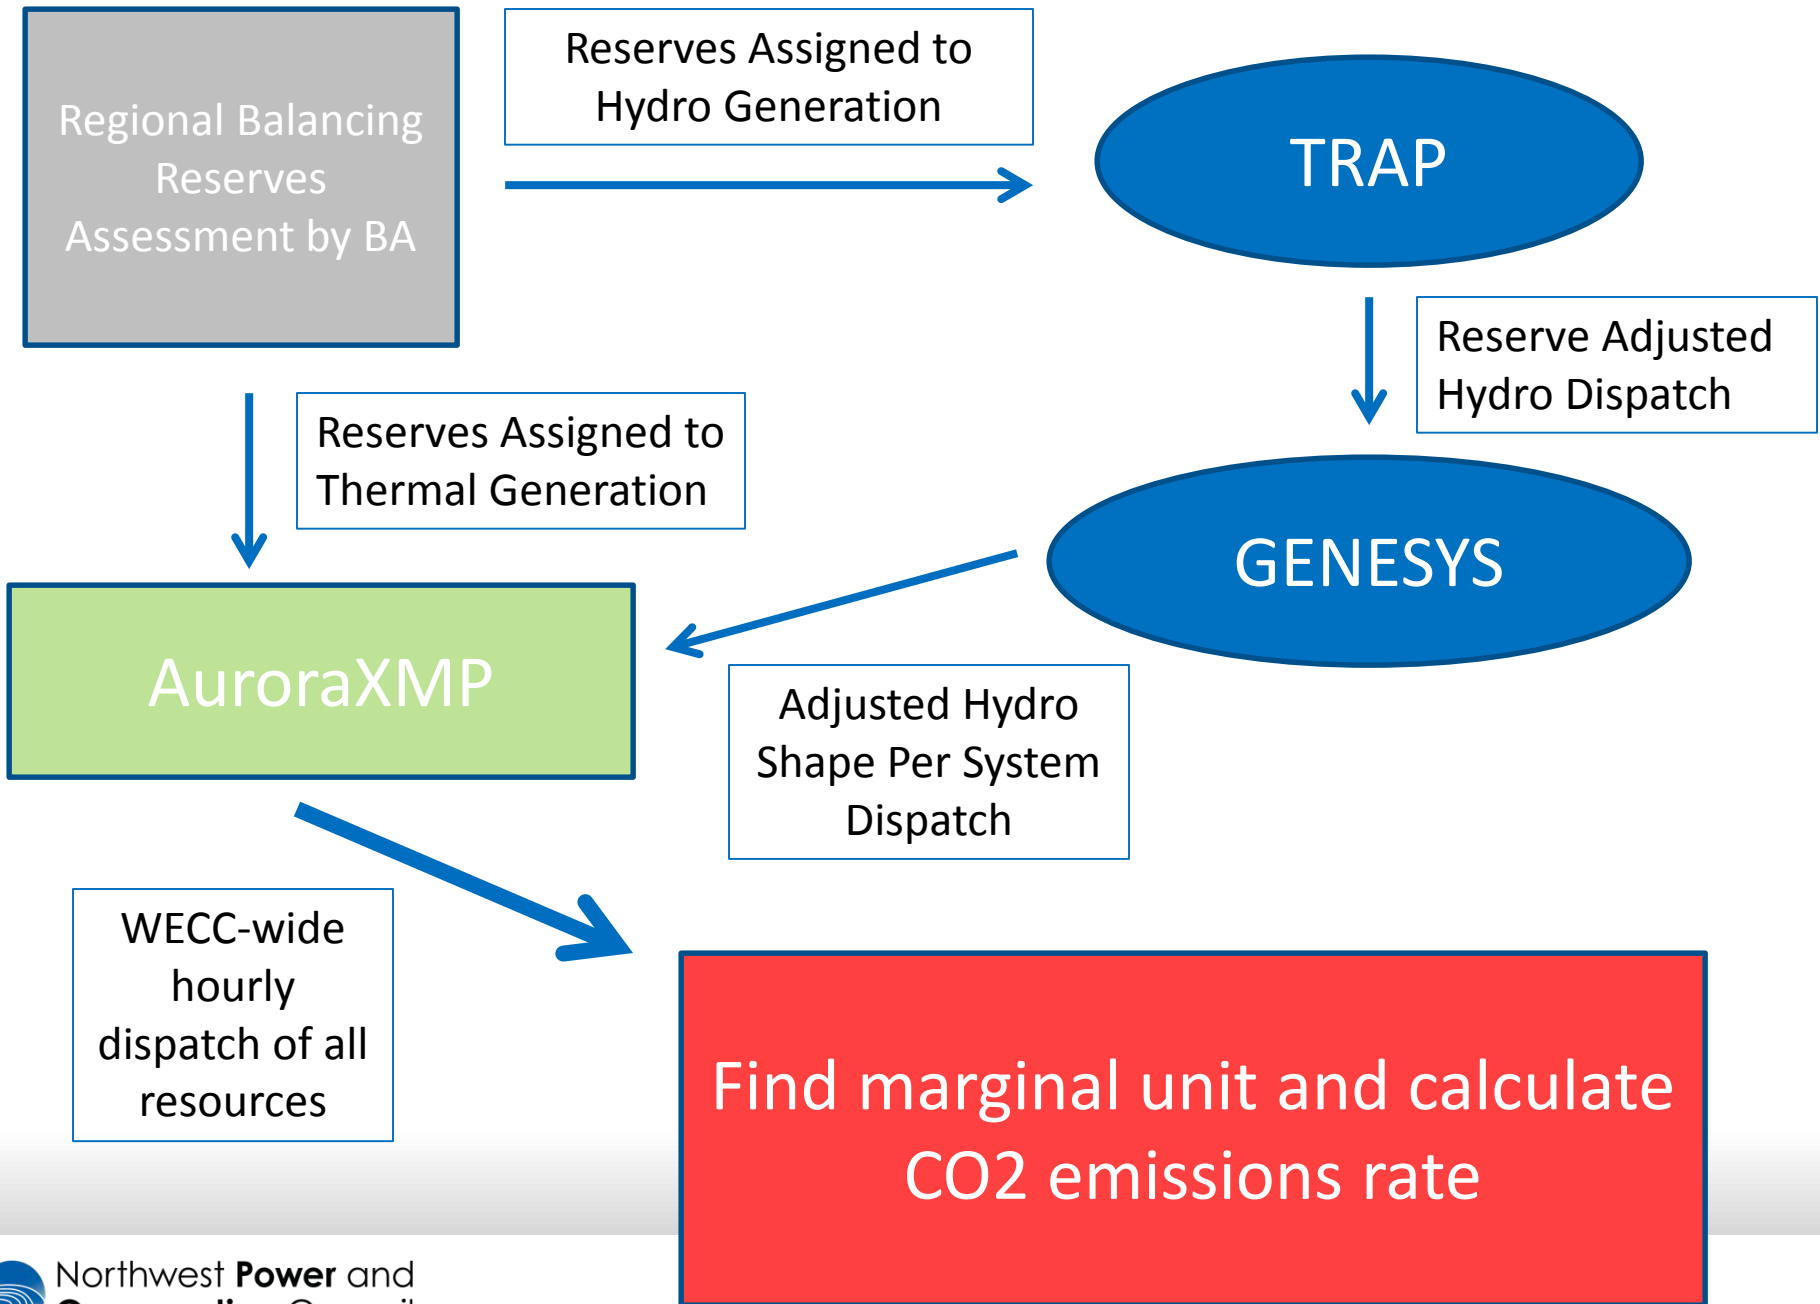 Regional Balancing
Reserves
Assessment by BA
Reserves Assigned to
Hydro Generation
TRAP
Reserve Adjusted
Hydro Dispatch
Reserves Assigned to
Thermal Generation
GENESYS
AuroraXMP
Adjusted Hydro
Shape Per System
Dispatch
WECC-wide
hourly
dispatch of all
resources
Find marginal unit and calculate
CO2 emissions rate
Northwest Power and